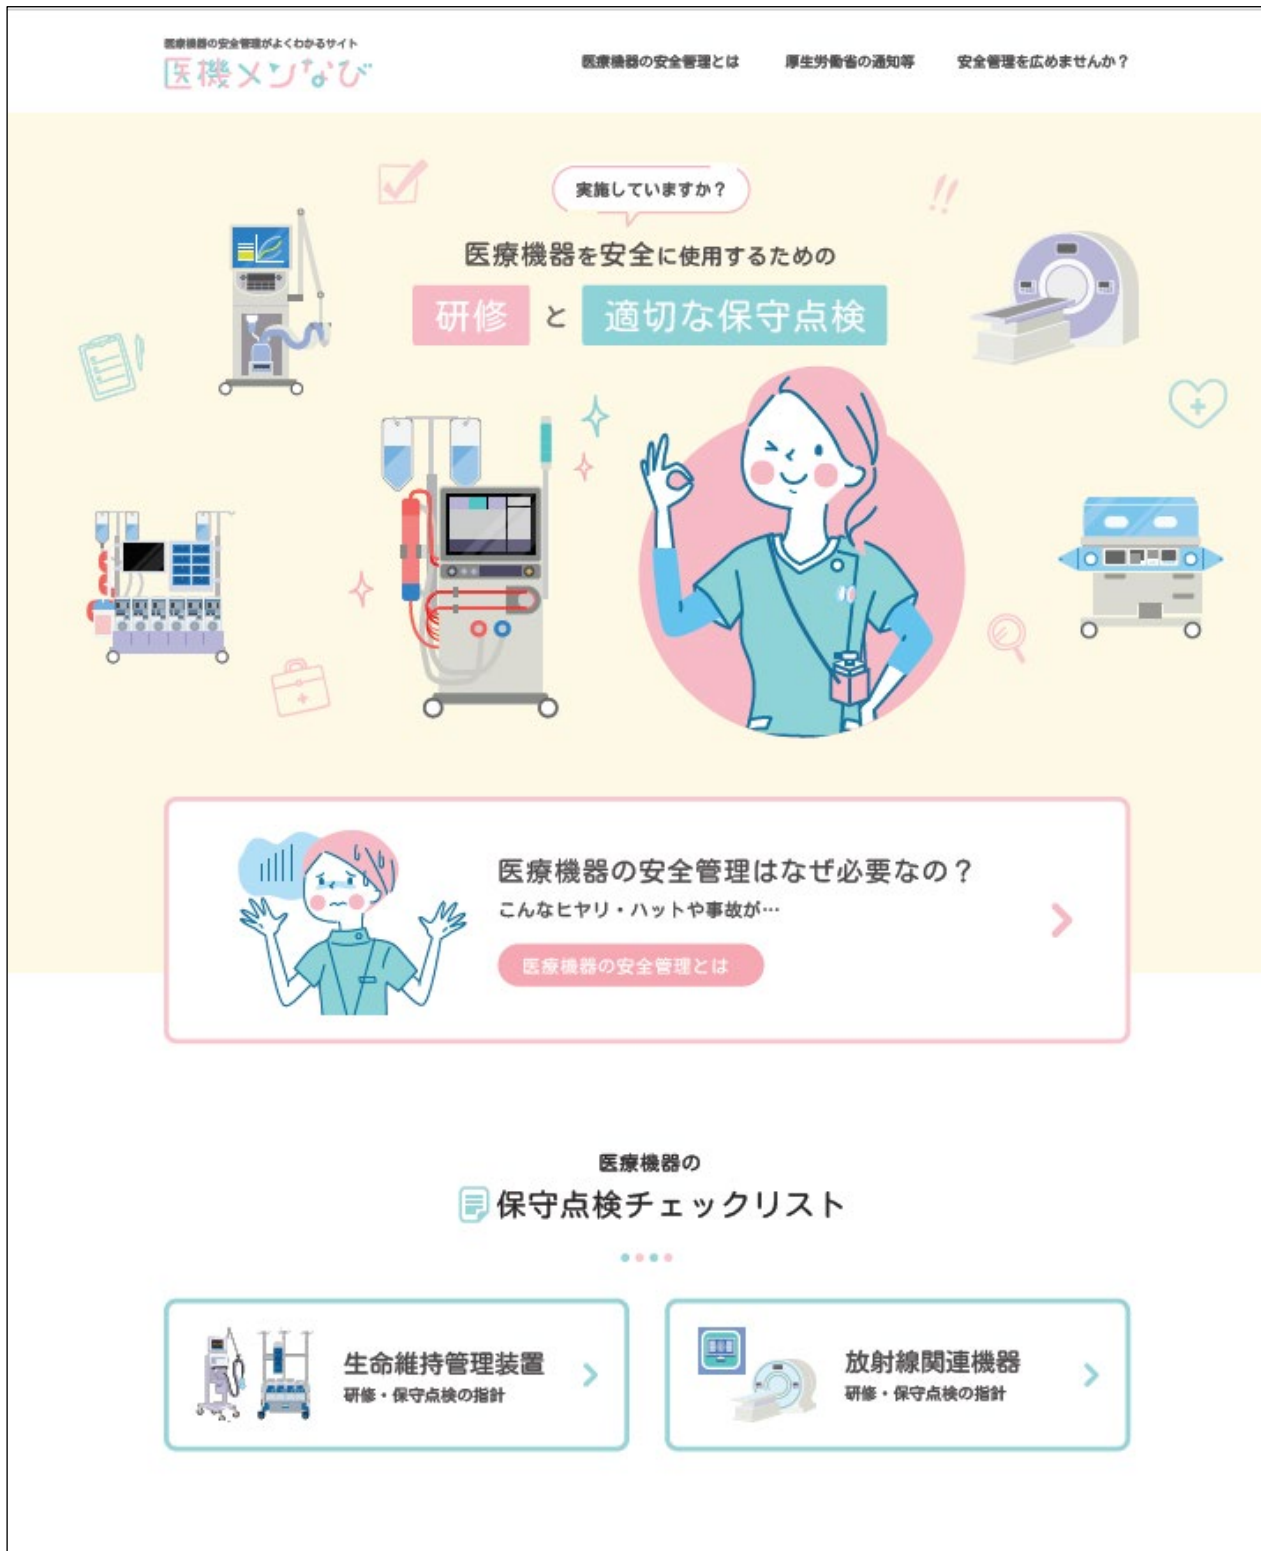 医療機器の安全管理がよくわかるサイト
医機メンなび
医療機器の安全管理とは
厚生労働省の通知等
安全管理を広めませんか？
実施していますか？
医療機器を安全に使用するための
研修 と 適切な保守点検
医療機器の安全管理はなぜ必要なの？
こんなヒヤリ・ハットや事故が…
医療機器の安全管理とは
医療機器の
保守点検チェックリスト
生命維持管理装置
研修・保守点検の指針
放射線関連機器
研修・保守点検の指針